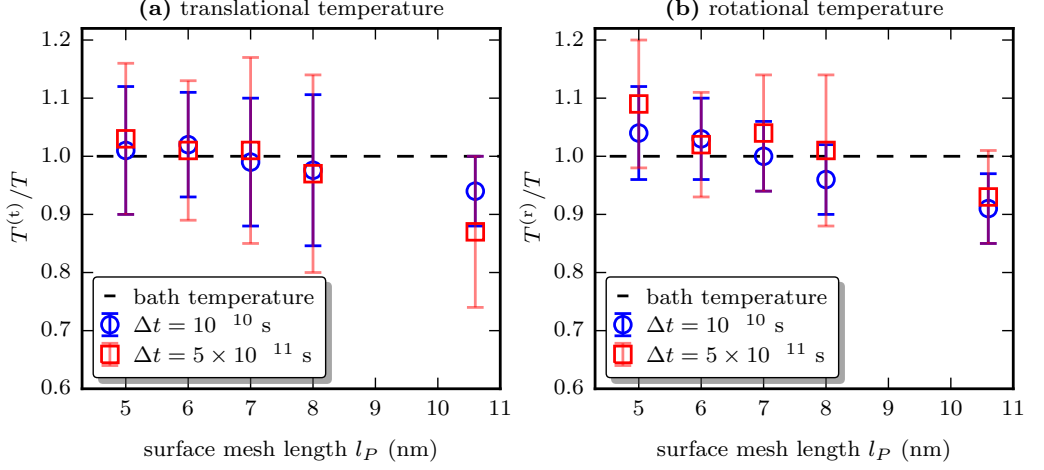 (a) translational temperature
1.2
1.1
1.0
0.9
0.8
0.7
0.6
T^(t)/T
bath temperature
Δt = 10 10 s
Δt = 5 × 10 11 s
5 6 7 8 9 10 11
surface mesh length l_P (nm)
(b) rotational temperature
1.2
1.1
1.0
0.9
0.8
0.7
0.6
T^(r)/T
bath temperature
Δt = 10 10 s
Δt = 5 × 10 11 s
5 6 7 8 9 10 11
surface mesh length l_P (nm)